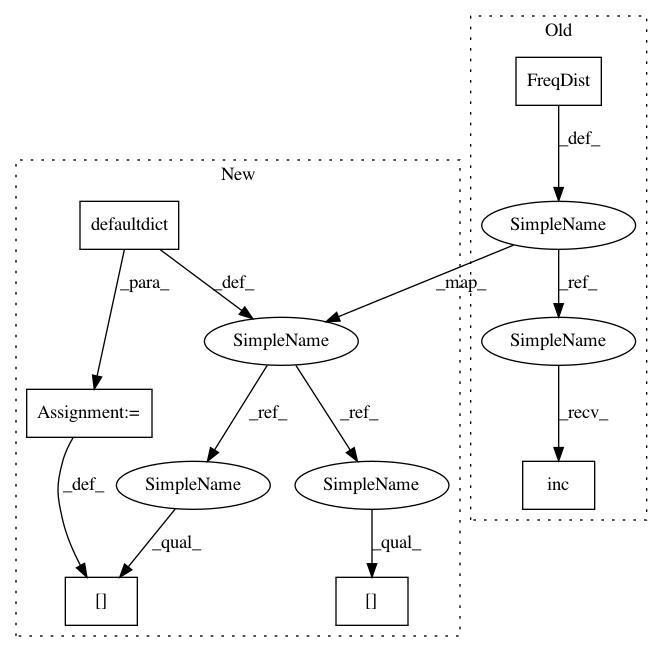 Old
FreqDist
_def_
New
SimpleName
defaultdict
_para_
_def_
_map_
_ref_
SimpleName
SimpleName
Assignment:=
_ref_
_ref_
_recv_
_def_
SimpleName
SimpleName
inc
_qual_
_qual_
[]
[]